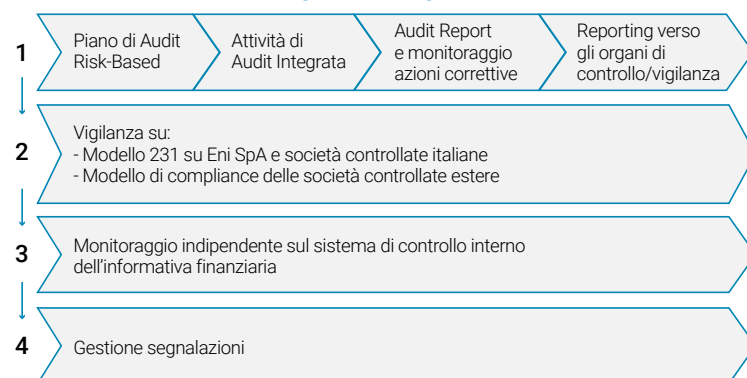 1
Piano di Audit
Risk-Based
Attività di
Audit Integrata
Audit Report
e monitoraggio
azioni correttive
Reporting verso
gli organi di
controllo/vigilanza
2
Vigilanza su:
- Modello 231 su Eni SpA e società controllate italiane
- Modello di compliance delle società controllate estere
3
Monitoraggio indipendente sul sistema di controllo interno
dell'informativa finanziaria
4
Gestione segnalazioni